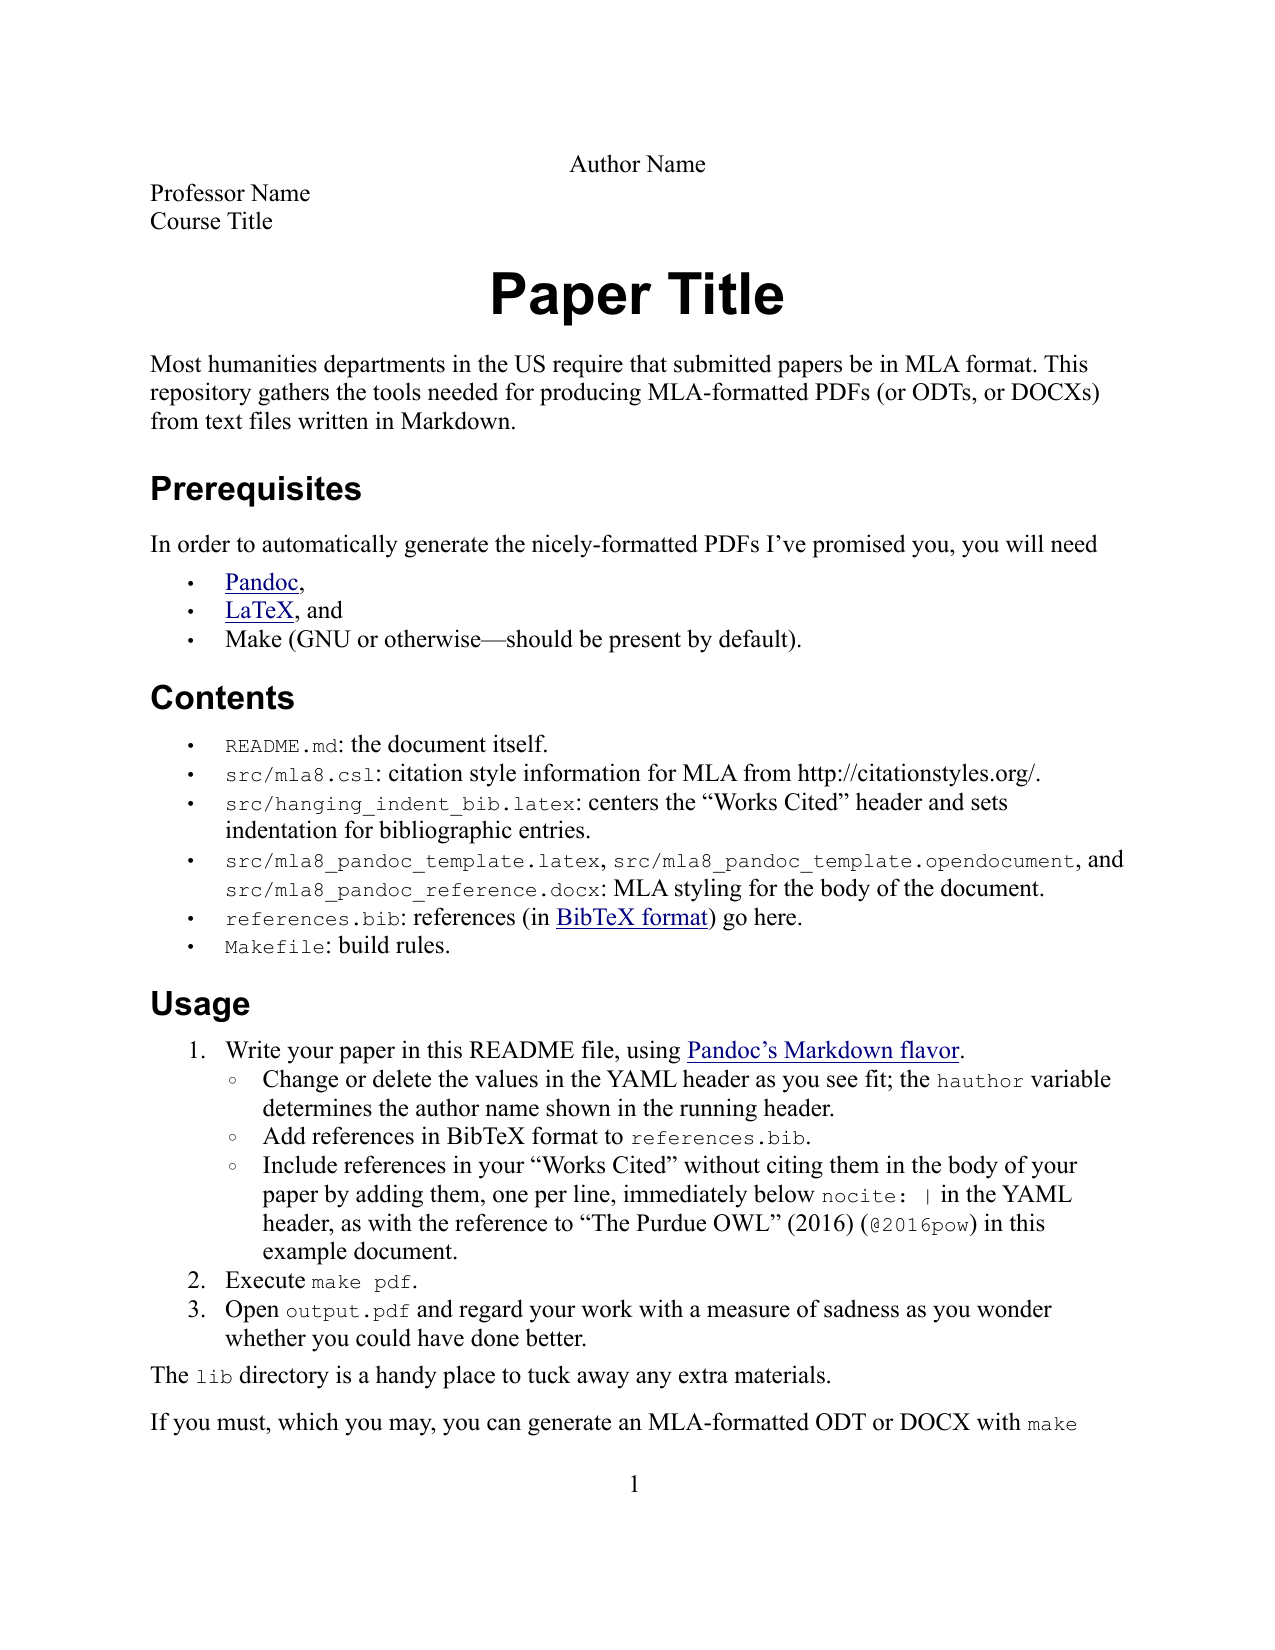 Author Name
Professor Name
Course Title
Paper Title
Most humanities departments in the US require that submitted papers be in MLA format. This
repository gathers the tools needed for producing MLA-formatted PDFs (or ODTs, or DOCXs)
from text files written in Markdown.
Prerequisites
In order to automatically generate the nicely-formatted PDFs I’ve promised you, you will need
• Pandoc,
• LaTeX, and
• Make (GNU or otherwise—should be present by default).
Contents
• README.md: the document itself.
• src/mla8.csl: citation style information for MLA from http://citationstyles.org/.
• src/hanging_indent_bib.latex: centers the “Works Cited” header and sets
indentation for bibliographic entries.
• src/mla8_pandoc_template.latex, src/mla8_pandoc_template.opendocument, and
src/mla8_pandoc_reference.docx: MLA styling for the body of the document.
• references.bib: references (in BibTeX format) go here.
• Makefile: build rules.
Usage
1. Write your paper in this README file, using Pandoc’s Markdown flavor.
◦ Change or delete the values in the YAML header as you see fit; the hauthor variable
determines the author name shown in the running header.
◦ Add references in BibTeX format to references.bib.
◦ Include references in your “Works Cited” without citing them in the body of your
paper by adding them, one per line, immediately below nocite: | in the YAML
header, as with the reference to “The Purdue OWL” (2016) (@2016pow) in this
example document.
2. Execute make pdf.
3. Open output.pdf and regard your work with a measure of sadness as you wonder
whether you could have done better.
The lib directory is a handy place to tuck away any extra materials.
If you must, which you may, you can generate an MLA-formatted ODT or DOCX with make
1